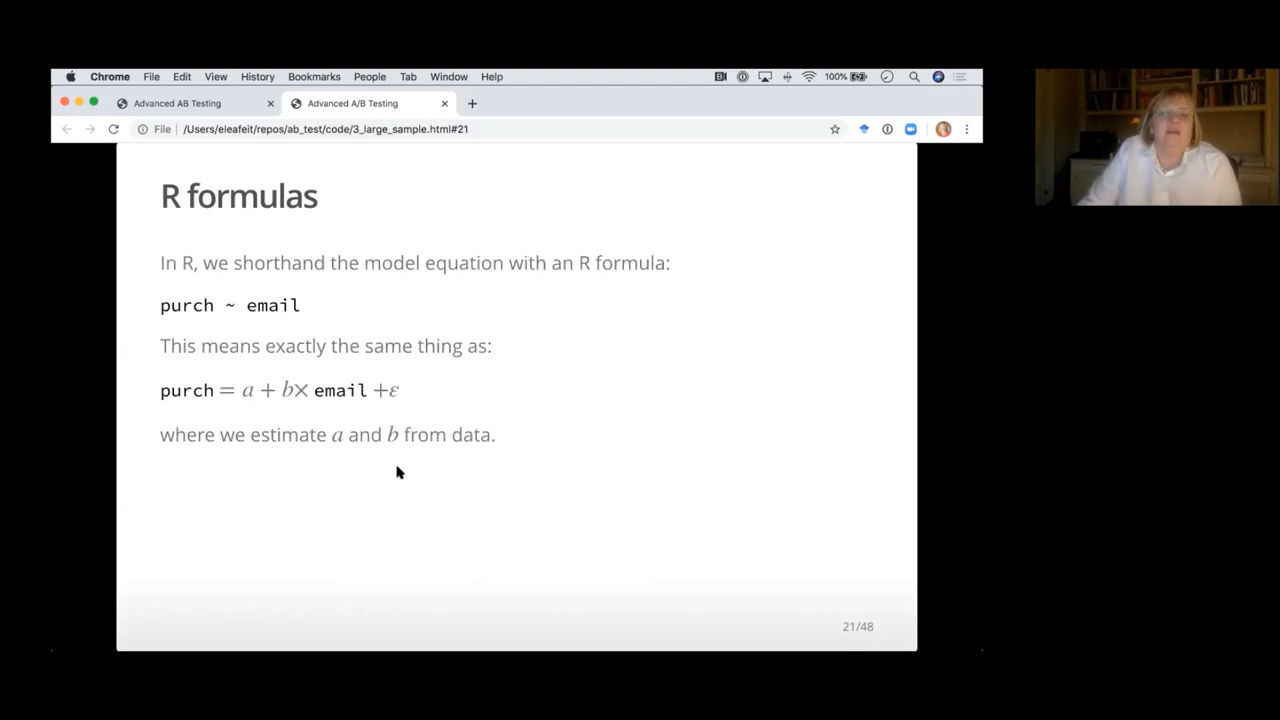 Chrome File Edit View History Bookmarks People Tab Window Help 100%
Advanced AB Testing Advanced A/B Testing
File /Users/eleafeit/repos/ab_test/code/3_large_sample.html#21
R formulas
In R, we shorthand the model equation with an R formula:
purch ~ email
This means exactly the same thing as:
purch = a + b× email +ε
where we estimate a and b from data.
21/48